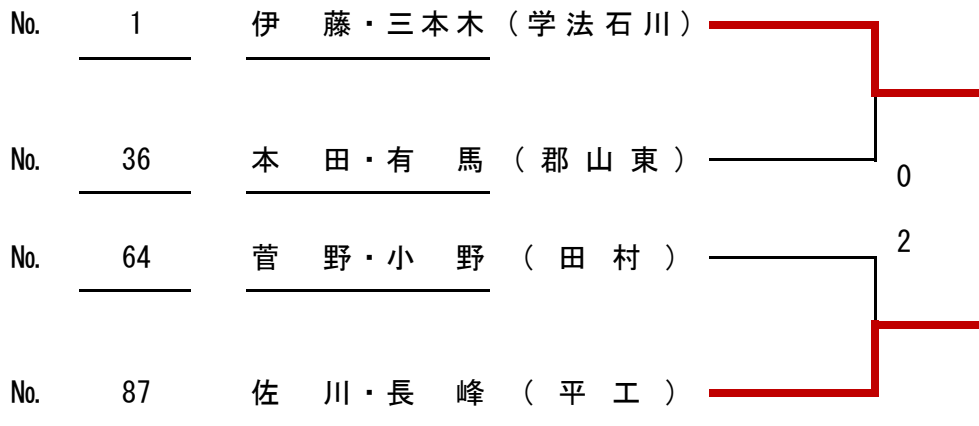 № 1 伊 藤・三本木（学法石川）
№ 36 本 田・有 馬（郡山東）
0
2
№ 64 菅 野・小 野（田村）
№ 87 佐 川・長 峰（平工）